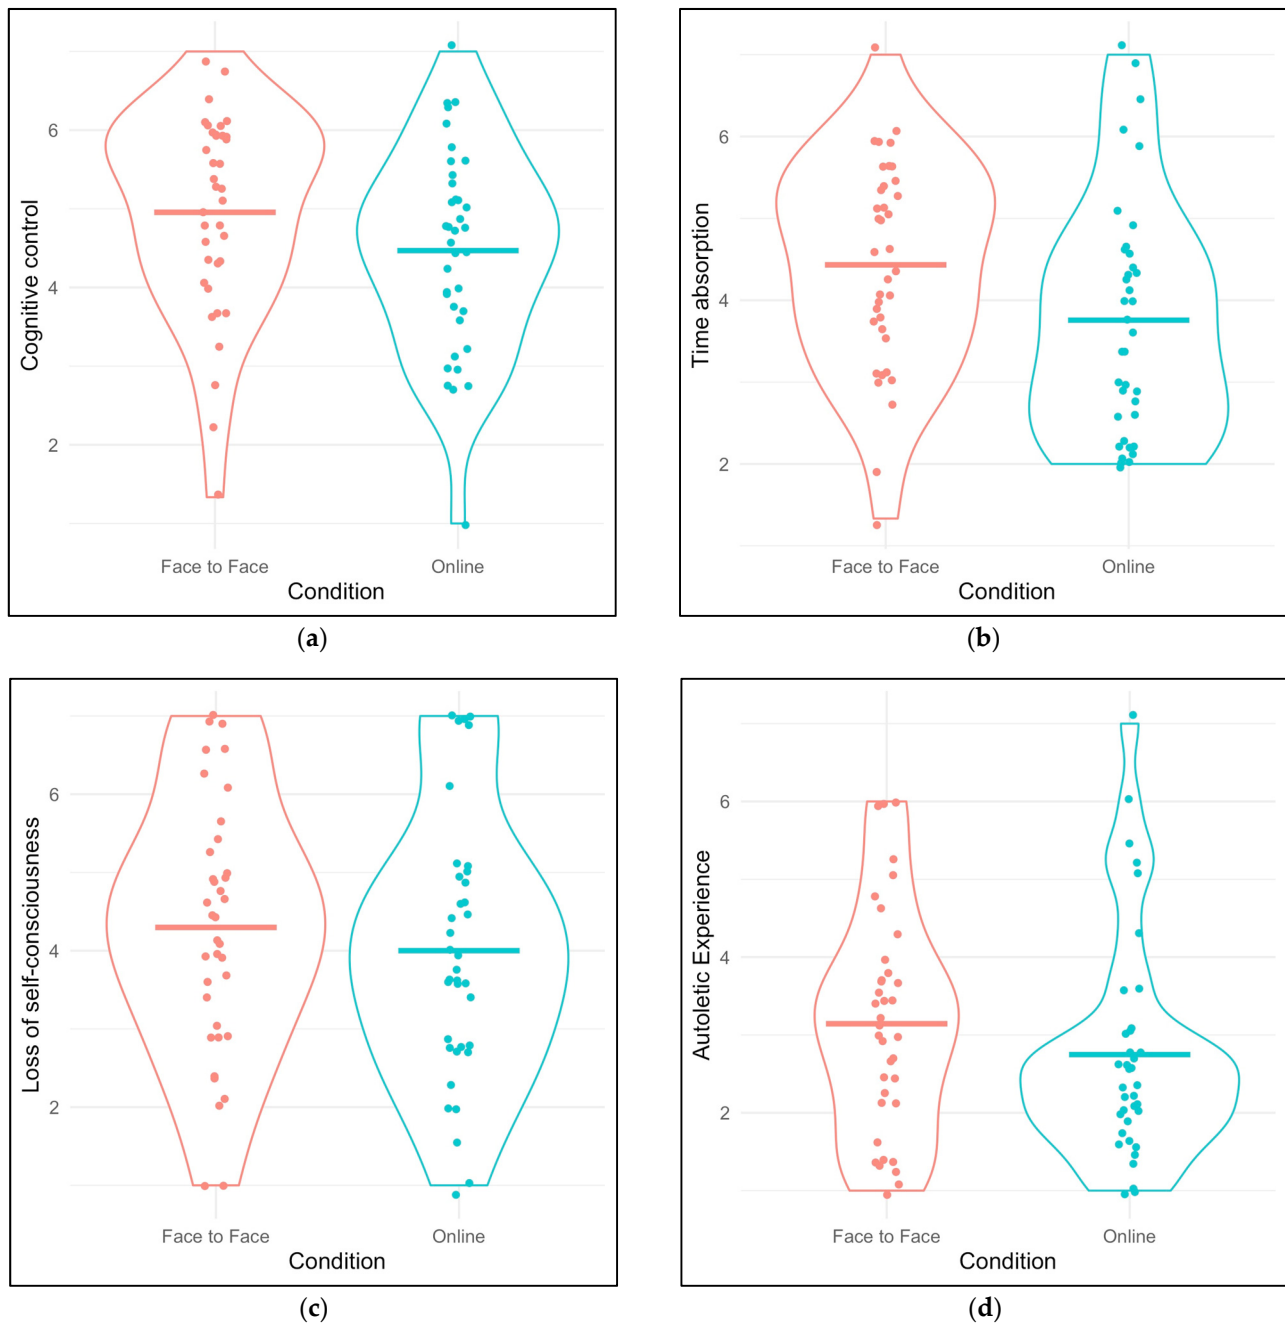 Cognitive control
6
4
2
Face to Face Online
Condition
(a)
Time absorption
6
4
2
Face to Face Online
Condition
(b)
Loss of self-consciousness
6
4
2
Face to Face Online
Condition
(c)
Autoletic Experience
6
4
2
Face to Face Online
Condition
(d)